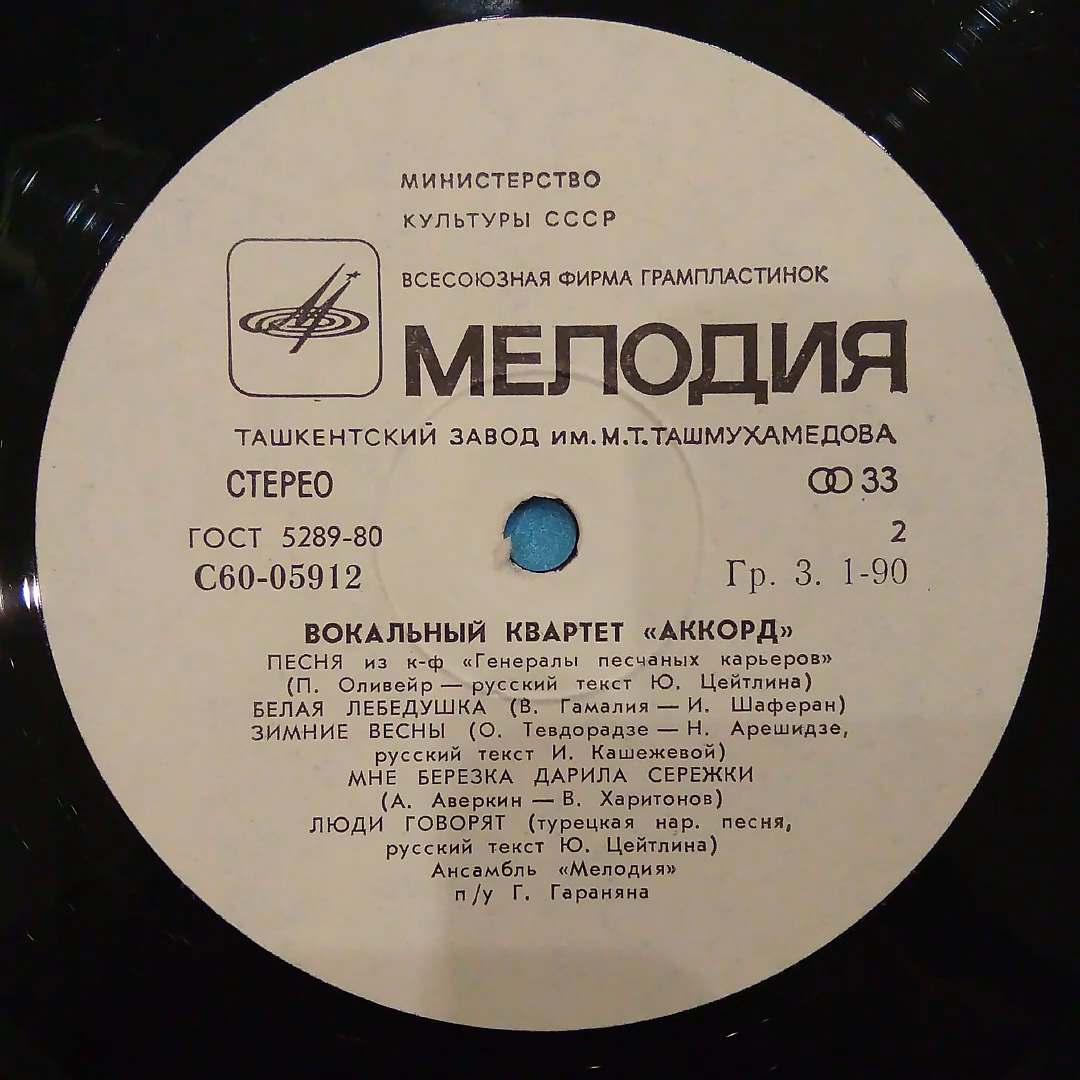 МИНИСТЕРСТВО
КУЛЬТУРЫ СССР
ВСЕСОЮЗНАЯ ФИРМА ГРАМПЛАСТИНОК
МЕЛОДИЯ
ТАШКЕНТСКИЙ ЗАВОД им. М.Т.ТАШМУХАМЕДОВА
СТЕРЕО 33
ГОСТ 5289-80 2
С60-05912 Гр. 3. 1-90
ВОКАЛЬНЫЙ КВАРТЕТ «АККОРД»
ПЕСНЯ из к-ф «Генералы песчаных карьеров»
(П. Оливейр — русский текст Ю. Цейтлина)
БЕЛАЯ ЛЕБЕДУШКА (В. Гамалия — И. Шаферан)
ЗИМНИЕ ВЕСНЫ (О. Тевдорадзе — Н. Арешидзе,
русский текст И. Кашежевой)
МНЕ БЕРЕЗКА ДАРИЛА СЕРЕЖКИ
(А. Аверкин — В. Харитонов)
ЛЮДИ ГОВОРЯТ (турецкая нар. песня,
русский текст Ю. Цейтлина)
Ансамбль «Мелодия»
п/у Г. Гараняна